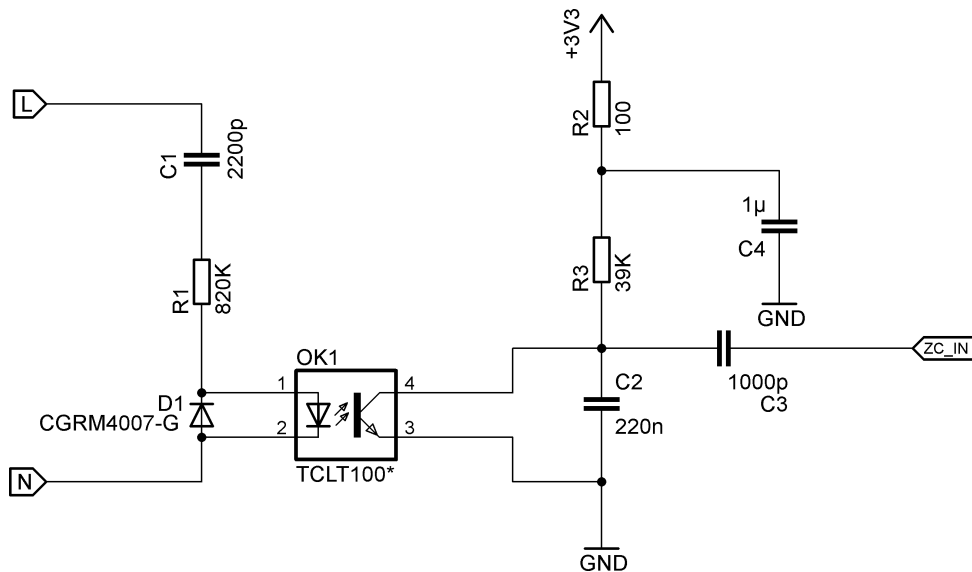 +3V3
L
R2
100
C1
2200p
1µ
C4
R3
39K
R1
820K
GND
OK1
ZC_IN
1
4
D1
CGRM4007-G
2
3
C2
220n
1000p
C3
TCLT100*
N
GND